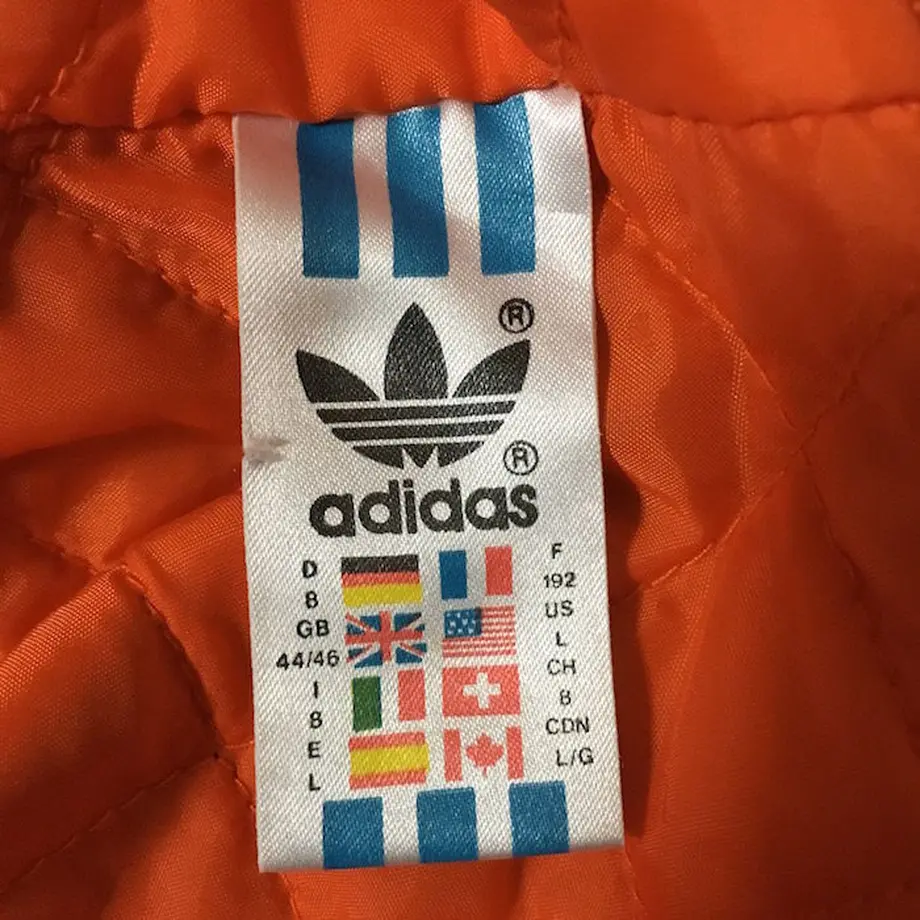 ®
®
adidas
D
8
GB
44/46
I
8
E
L
F
192
US
L
CH
8
CDN
L/G